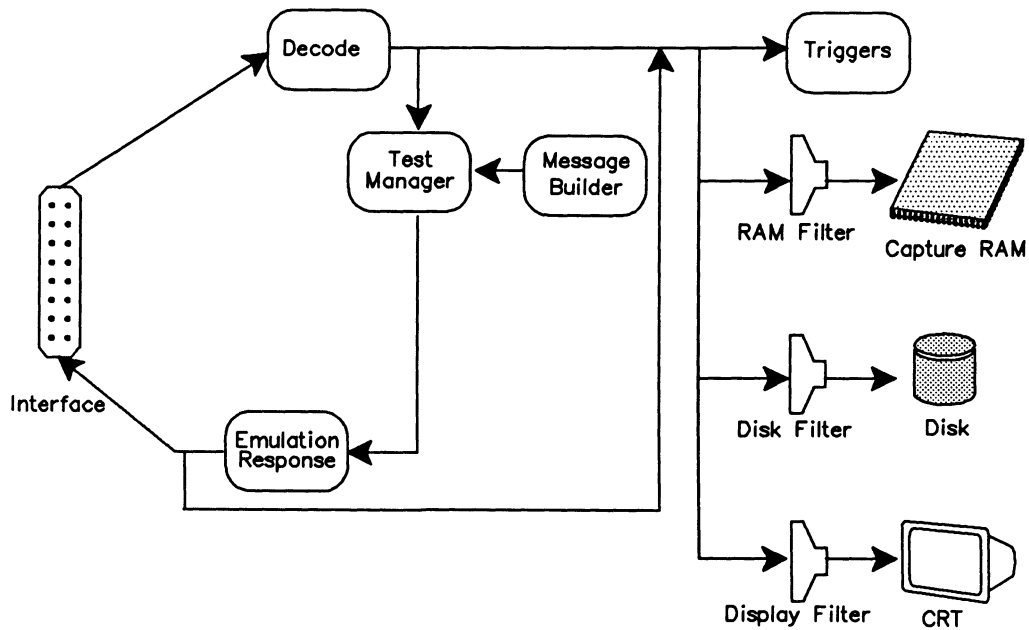 Decode
Triggers
Test
Manager
Message
Builder
RAM Filter
Capture RAM
Interface
Disk Filter
Disk
Emulation
Response
Display Filter
CRT